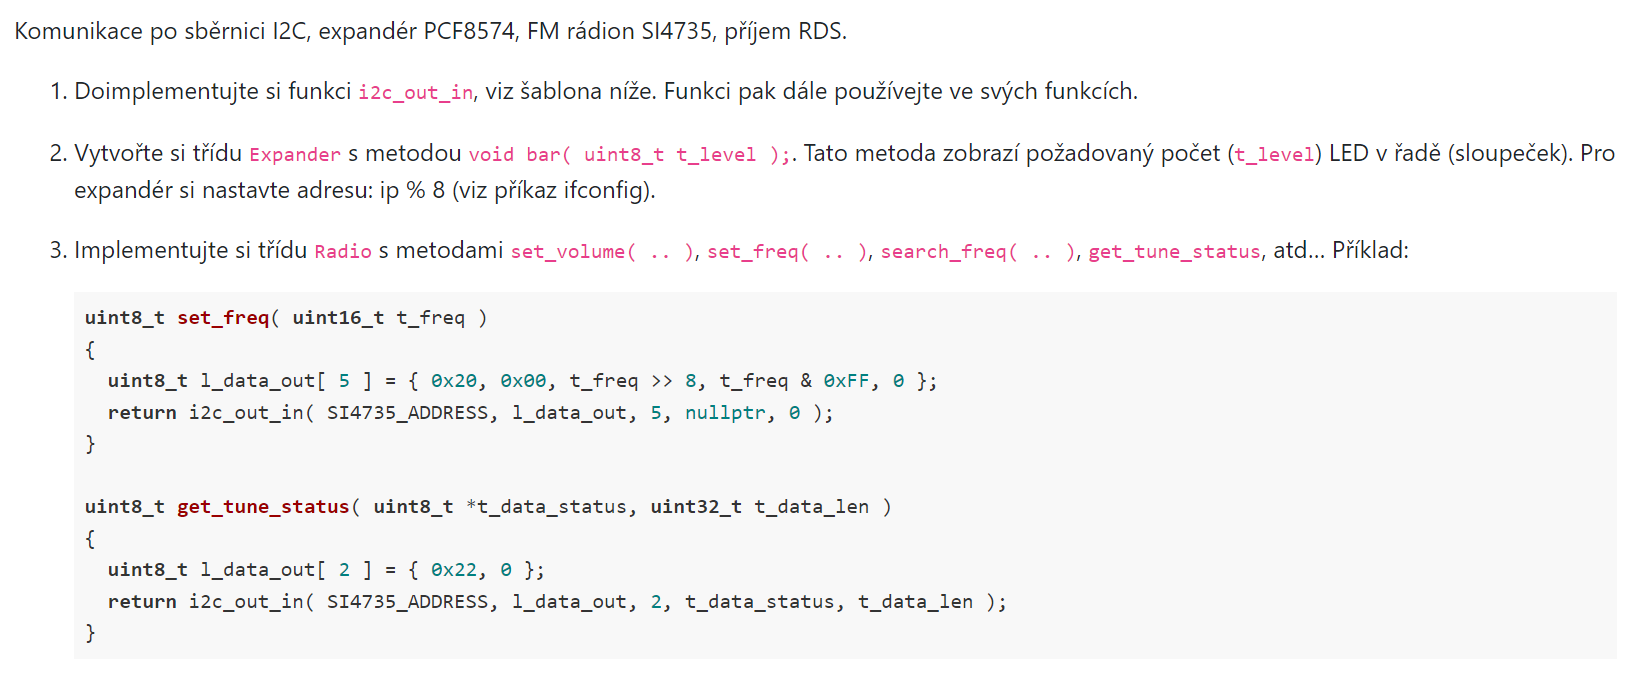 Komunikace po sběrnici I2C, expandér PCF8574, FM rádion SI4735, příjem RDS.
1. Doimplementujte si funkci i2c_out_in, viz šablona níže. Funkci pak dále používejte ve svých funkcích.
2. Vytvořte si třídu Expander s metodou void bar( uint8_t t_level );. Tato metoda zobrazí požadovaný počet (t_level) LED v řadě (sloupeček). Pro
expandér si nastavte adresu: ip % 8 (viz příkaz ifconfig).
3. Implementujte si třídu Radio s metodami set_volume( .. ), set_freq( .. ), search_freq( .. ), get_tune_status, atd... Příklad:
uint8_t set_freq( uint16_t t_freq )
{
  uint8_t l_data_out[ 5 ] = { 0x20, 0x00, t_freq >> 8, t_freq & 0xFF, 0 };
  return i2c_out_in( SI4735_ADDRESS, l_data_out, 5, nullptr, 0 );
}
uint8_t get_tune_status( uint8_t *t_data_status, uint32_t t_data_len )
{
  uint8_t l_data_out[ 2 ] = { 0x22, 0 };
  return i2c_out_in( SI4735_ADDRESS, l_data_out, 2, t_data_status, t_data_len );
}